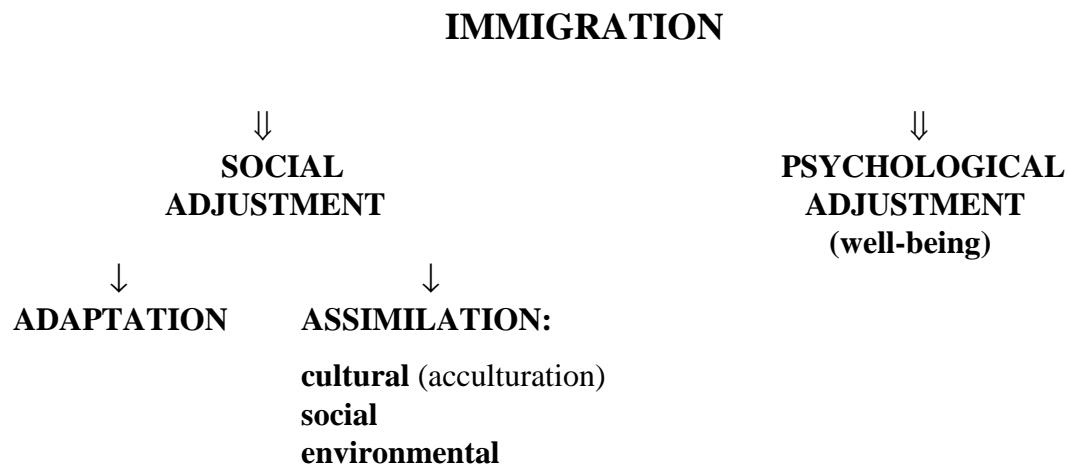 IMMIGRATION
⇓ ⇓
SOCIAL PSYCHOLOGICAL
ADJUSTMENT ADJUSTMENT
(well-being)
↓ ↓
ADAPTATION ASSIMILATION:
cultural (acculturation)
social
environmental